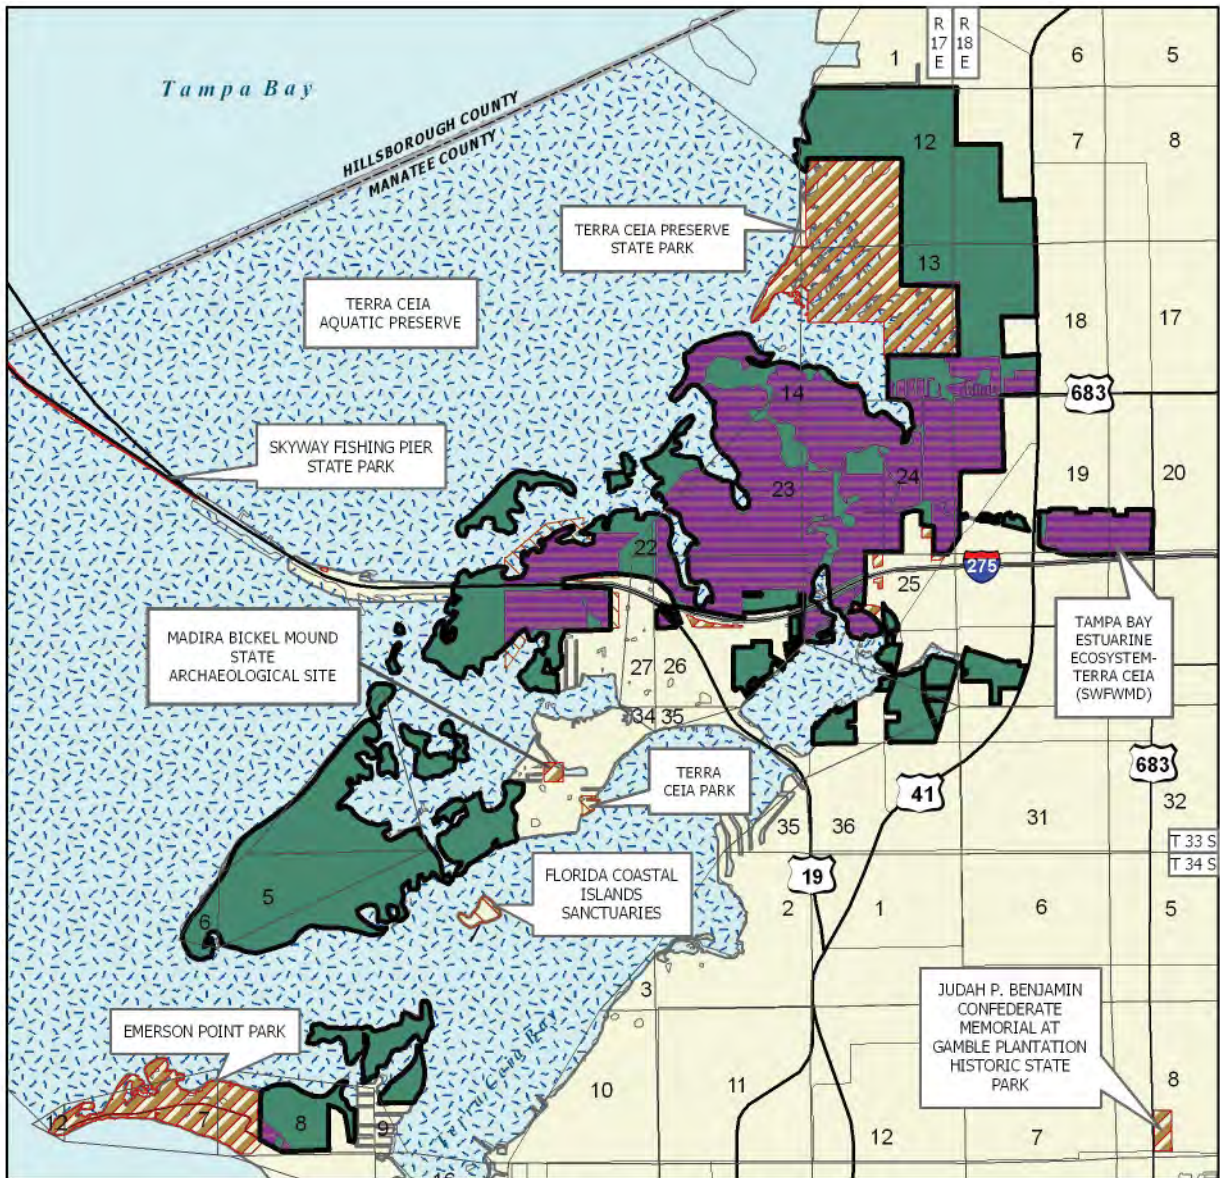 R
17
E
R
18
E
1
6
5
Tampa Bay
HILLSBOROUGH COUNTY
MANATEE COUNTY
12
7
8
TERRA CEIA PRESERVE
STATE PARK
13
TERRA CEIA
AQUATIC PRESERVE
18
17
14
683
SKYWAY FISHING PIER
STATE PARK
23
24
19
20
22
275
25
MADIRA BICKEL MOUND
STATE
ARCHAEOLOGICAL SITE
TAMPA BAY
ESTUARINE
ECOSYSTEM-
TERRA CEIA
(SWFWMD)
27
26
34
35
TERRA
CEIA PARK
683
41
32
35
36
31
T 33 S
T 34 S
19
FLORIDA COASTAL
ISLANDS
SANCTUARIES
5
6
2
1
6
5
3
JUDAH P. BENJAMIN
CONFEDERATE
MEMORIAL AT
GAMBLE PLANTATION
HISTORIC STATE
PARK
EMERSON POINT PARK
Terra Ceia Bay
10
11
8
12
7
8
9
12
7
16